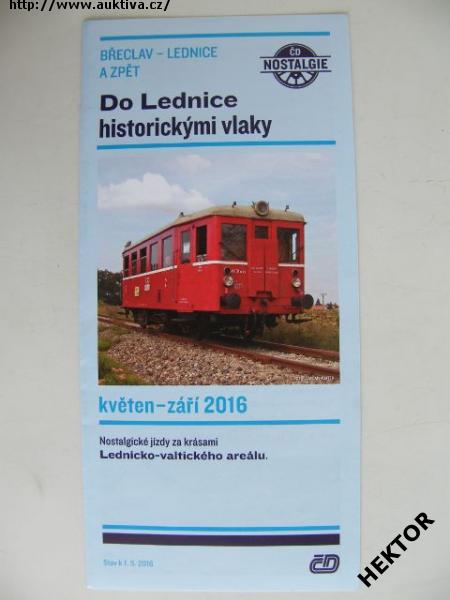 http://www.auktiva.cz/
BŘECLAV – LEDNICE
A ZPĚT
ČD
NOSTALGIE
Do Lednice
historickými vlaky
květen–září 2016
Nostalgické jízdy za krásami
Lednicko-valtického areálu.
Stav k 1. 5. 2016
ČD
HEKTOR